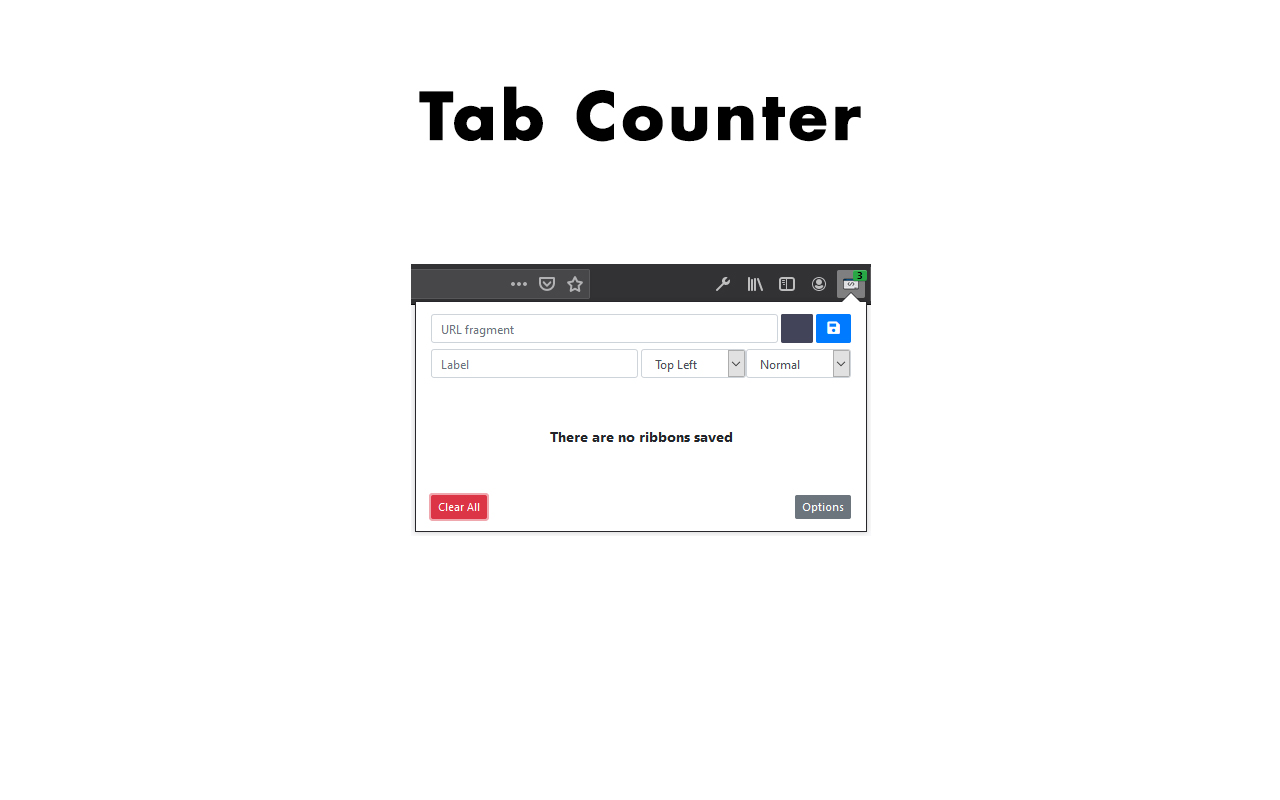 Tab Counter
3
URL fragment
Label
Top Left
Normal
There are no ribbons saved
Clear All
Options